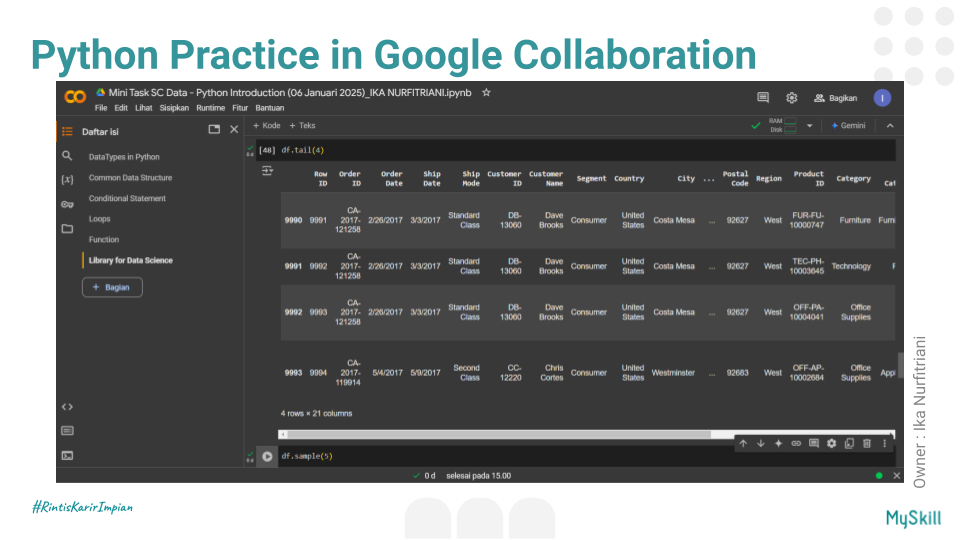 Python Practice in Google Collaboration
CO
Mini Task SC Data - Python Introduction (06 Januari 2025)_IKA NURFITRIANI.ipynb
File Edit Lihat Sisipkan Runtime Fitur Bantuan
Bagikan
I
Daftar isi
+ Kode + Teks
RAM
Disk
Gemini
DataTypes in Python
Common Data Structure
Conditional Statement
Loops
Function
Library for Data Science
+ Bagian
{x}
[48] df.tail(4)
0 d
Row ID Order ID Order Date Ship Date Ship Mode Customer ID Customer Name Segment Country City ... Postal Code Region Product ID Category Cat
9990 9991 CA-2017-121258 2/26/2017 3/3/2017 Standard Class DB-13060 Dave Brooks Consumer United States Costa Mesa ... 92627 West FUR-FU-10000747 Furniture Furn
9991 9992 CA-2017-121258 2/26/2017 3/3/2017 Standard Class DB-13060 Dave Brooks Consumer United States Costa Mesa ... 92627 West TEC-PH-10003645 Technology F
9992 9993 CA-2017-121258 2/26/2017 3/3/2017 Standard Class DB-13060 Dave Brooks Consumer United States Costa Mesa ... 92627 West OFF-PA-10004041 Office Supplies
9993 9994 CA-2017-119914 5/4/2017 5/9/2017 Second Class CC-12220 Chris Cortes Consumer United States Westminster ... 92683 West OFF-AP-10002684 Office Supplies Appl
4 rows × 21 columns
df.sample(5)
0 d
0 d selesai pada 15.00
Owner : Ika Nurfitriani
#RintisKarirImpian
MySkill